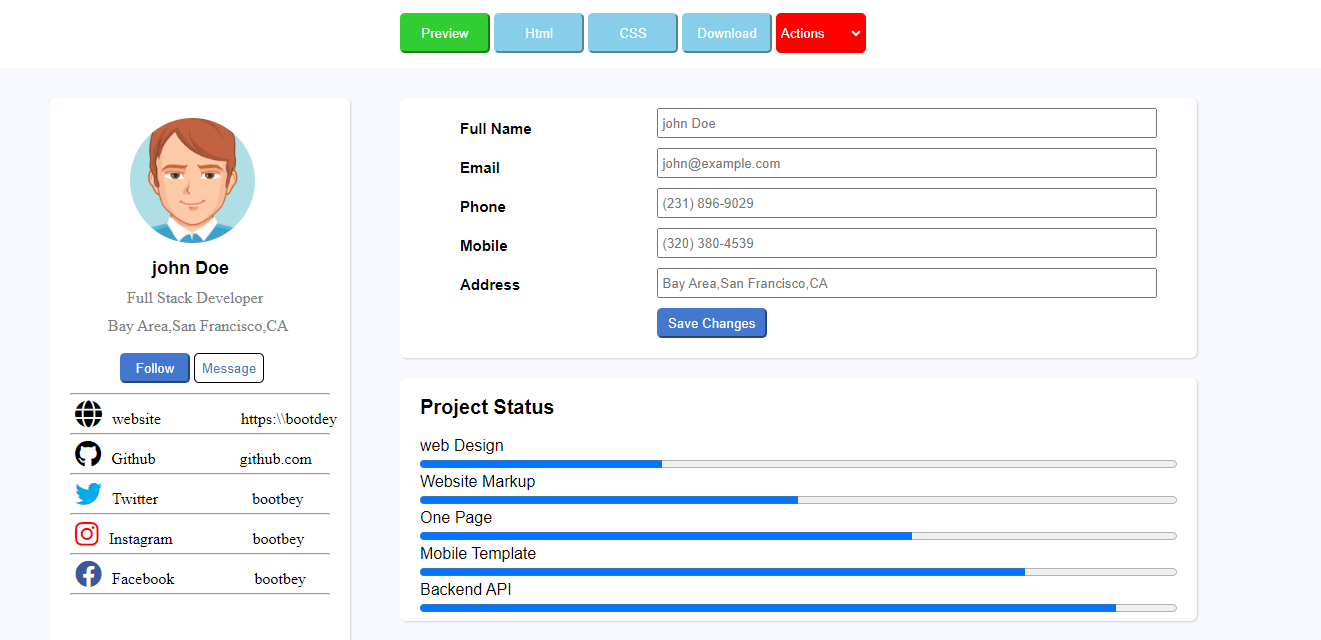 Preview Html CSS Download Actions
john Doe
Full Stack Developer
Bay Area,San Francisco,CA
Follow Message
website https:\\bootdey
Github github.com
Twitter bootbey
Instagram bootbey
Facebook bootbey
Full Name john Doe
Email john@example.com
Phone (231) 896-9029
Mobile (320) 380-4539
Address Bay Area,San Francisco,CA
Save Changes
Project Status
web Design
Website Markup
One Page
Mobile Template
Backend API